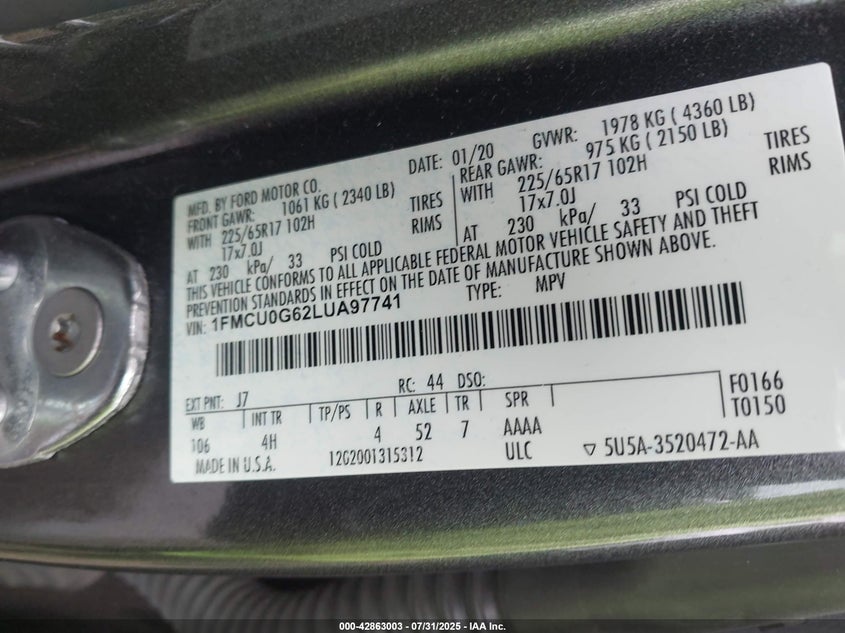 MFD. BY FORD MOTOR CO. DATE: 01/20 GVWR: 1978 KG ( 4360 LB)
FRONT GAWR: 1061 KG ( 2340 LB) REAR GAWR: 975 KG ( 2150 LB)
WITH 225/65R17 102H TIRES WITH 225/65R17 102H TIRES
17x7.0J RIMS 17x7.0J RIMS
AT 230 kPa/ 33 PSI COLD AT 230 kPa/ 33 PSI COLD
THIS VEHICLE CONFORMS TO ALL APPLICABLE FEDERAL MOTOR VEHICLE SAFETY AND THEFT
PREVENTION STANDARDS IN EFFECT ON THE DATE OF MANUFACTURE SHOWN ABOVE.
VIN: 1FMCU0G62LUA97741 TYPE: MPV
EXT PNT: J7 RC: 44 DSO: F0166
WB INT TR TP/PS R AXLE TR SPR T0150
106 4H 4 52 7 AAAA
MADE IN U.S.A. 12G2001315312 ULC ▽ 5U5A-3520472-AA
000-42863003 - 07/31/2025 - IAA Inc.